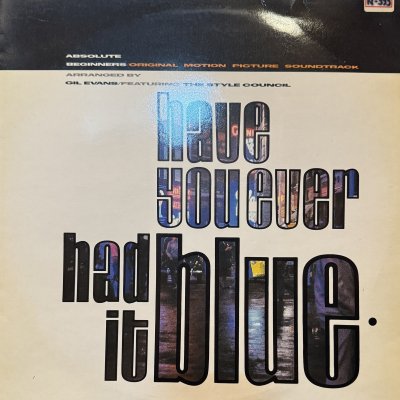 ABSOLUTE
BEGINNERS ORIGINAL MOTION PICTURE SOUNDTRACK
ARRANGED BY
GIL EVANS/FEATURING THE STYLE COUNCIL
have
you ever
had
it
blue.